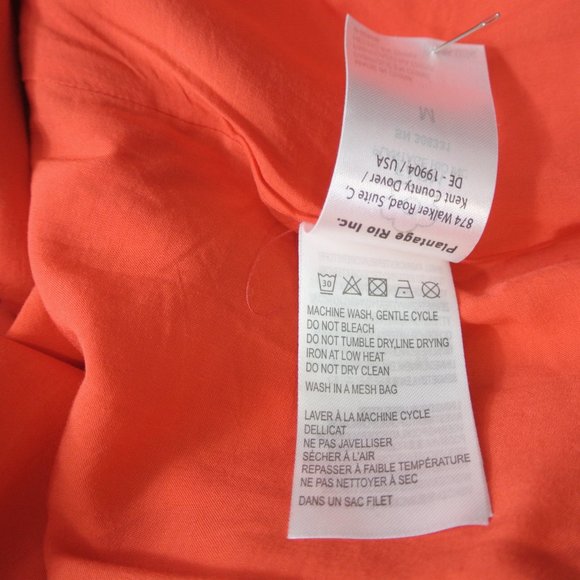 M
Plantage Rio Inc.
874 Walker Road, Suite C,
Kent County Dover /
DE - 19904 / USA
30
MACHINE WASH, GENTLE CYCLE
DO NOT BLEACH
DO NOT TUMBLE DRY,LINE DRYING
IRON AT LOW HEAT
DO NOT DRY CLEAN
WASH IN A MESH BAG
LAVER À LA MACHINE CYCLE
DELLICAT
NE PAS JAVELLISER
SÉCHER À L'AIR
REPASSER À FAIBLE TEMPÉRATURE
NE PAS NETTOYER À SEC
DANS UN SAC FILET